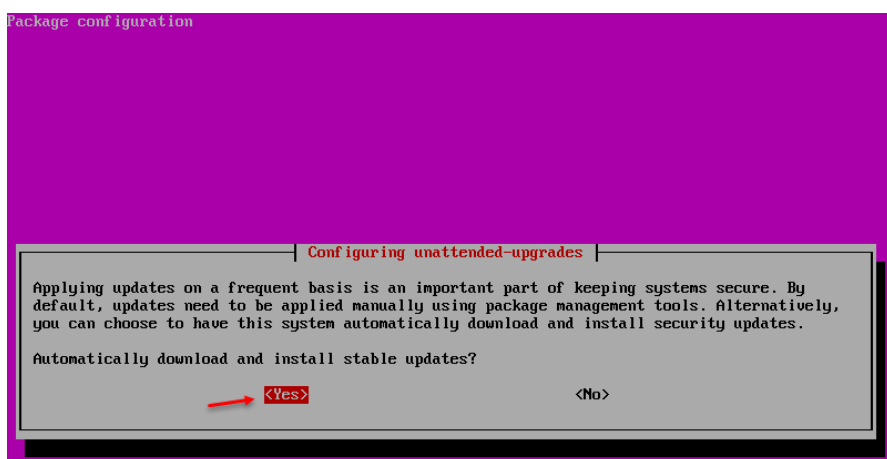 Package configuration
Configuring unattended-upgrades
Applying updates on a frequent basis is an important part of keeping systems secure. By
default, updates need to be applied manually using package management tools. Alternatively,
you can choose to have this system automatically download and install security updates.
Automatically download and install stable updates?
<Yes> <No>